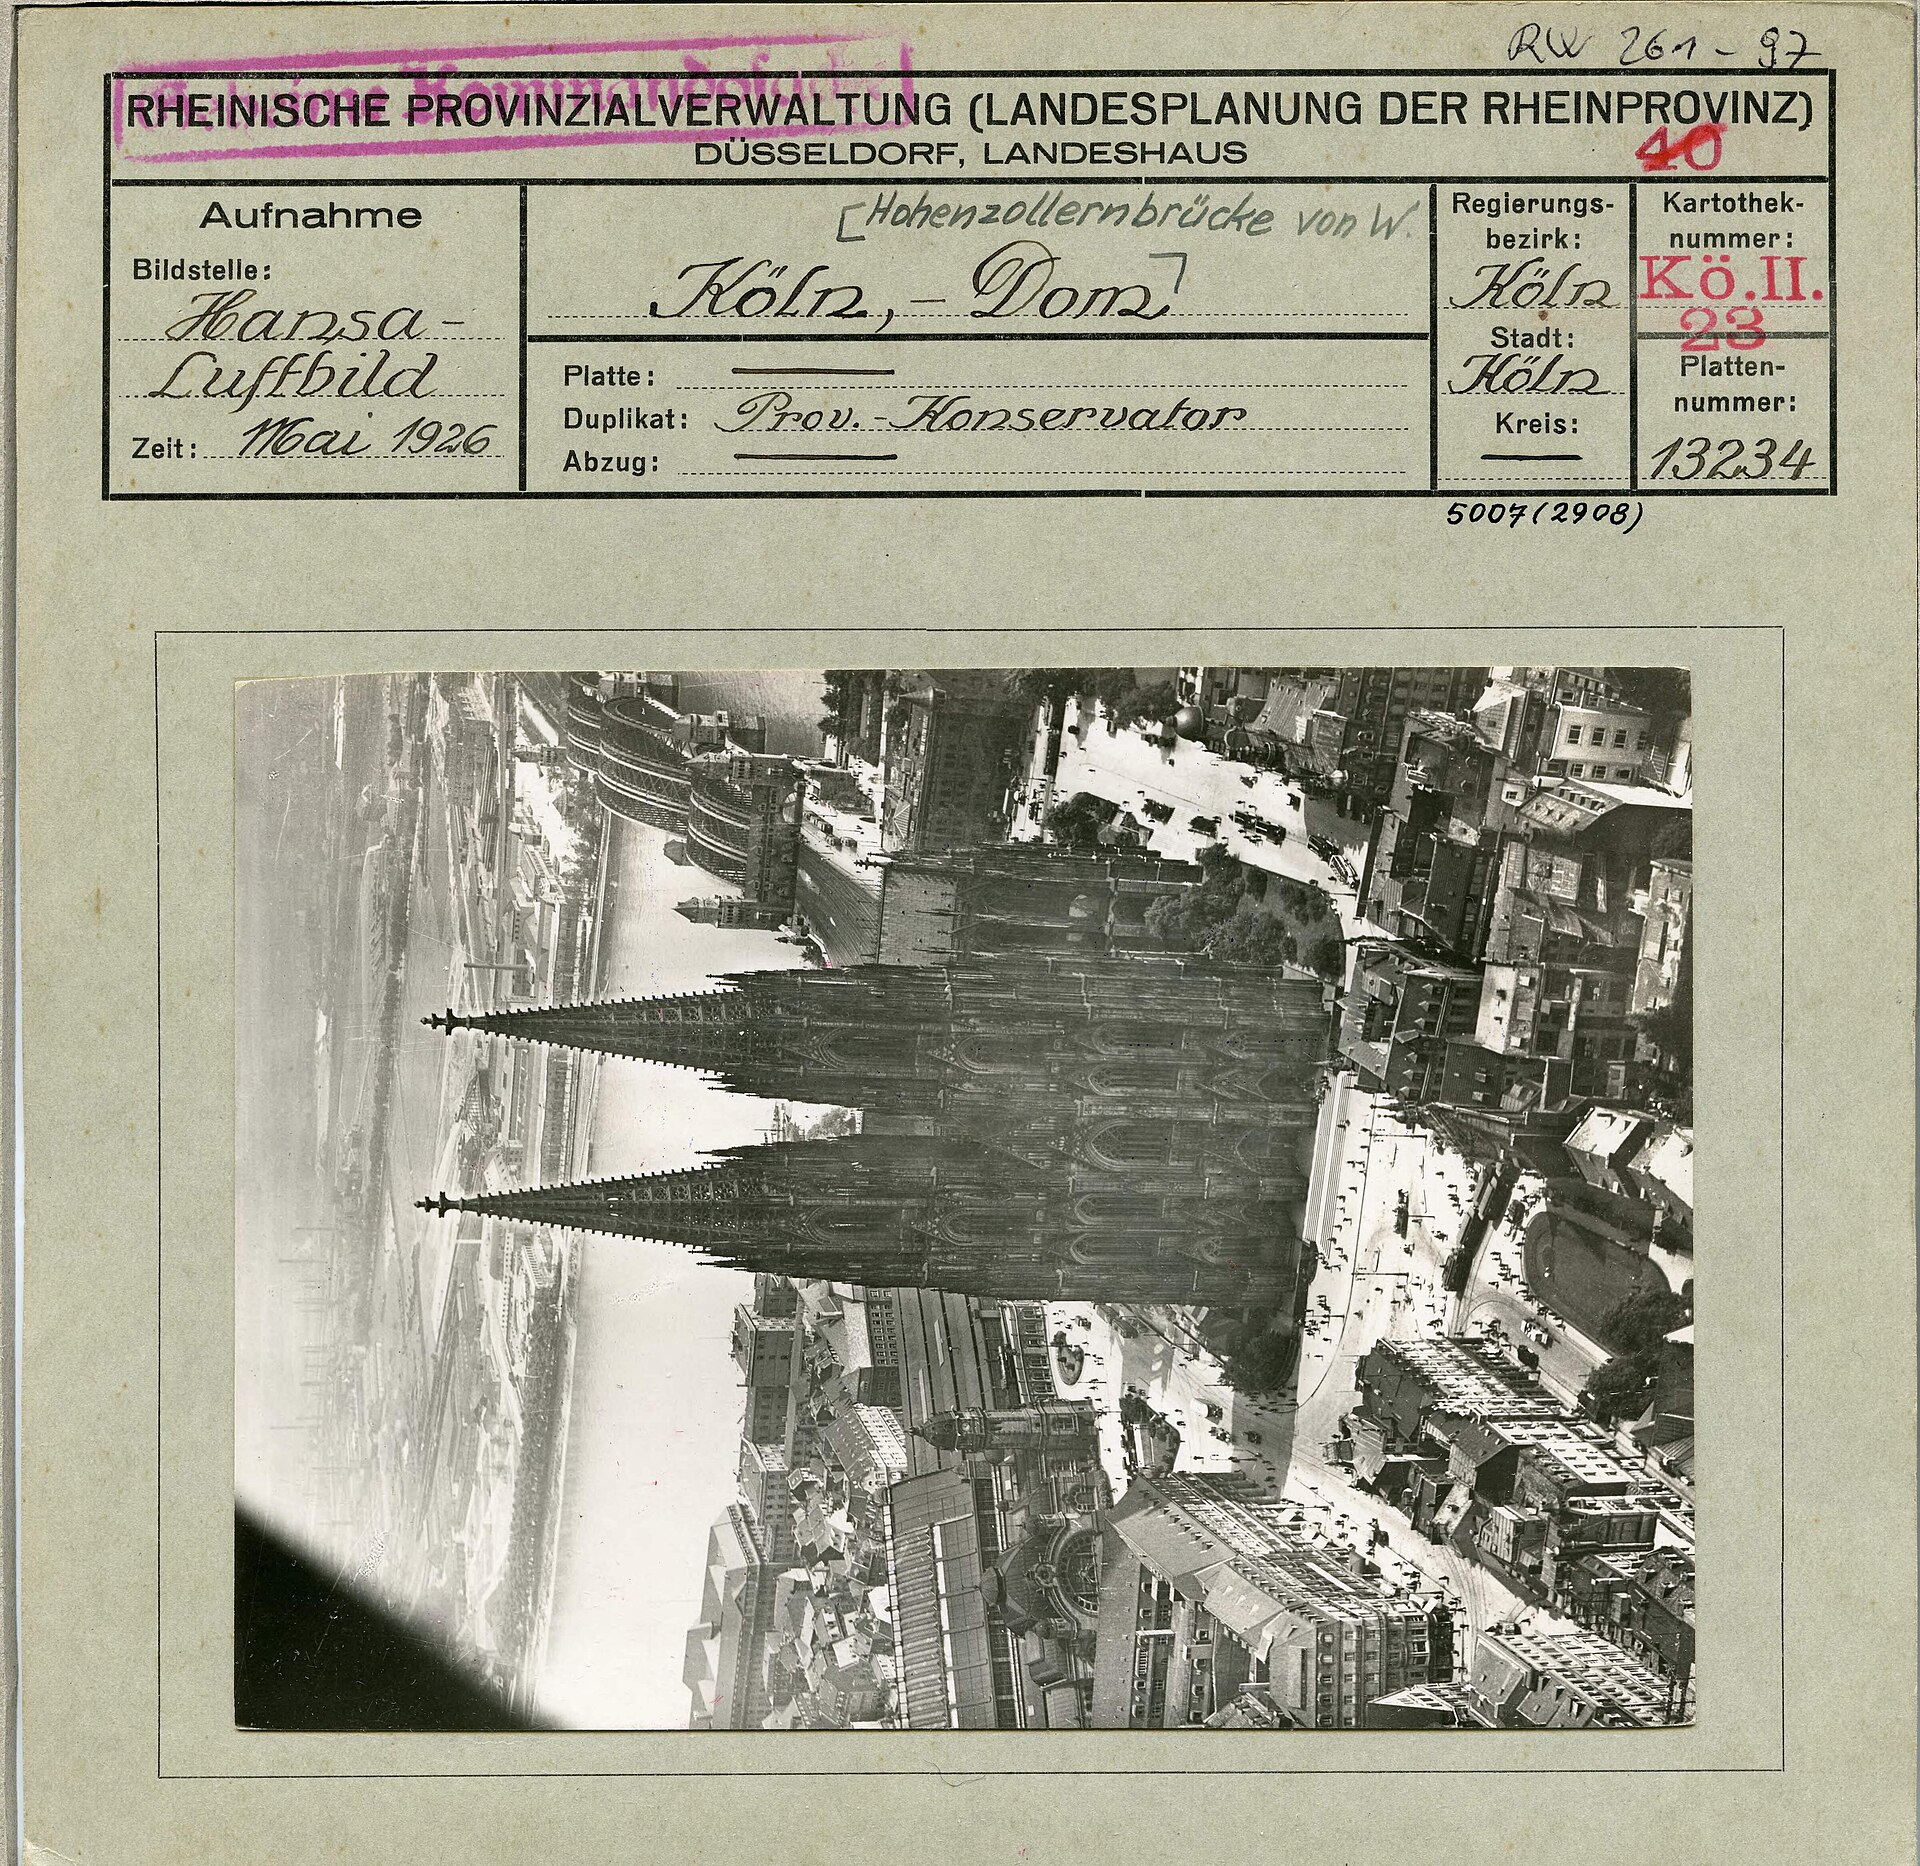 RW 261-97
Geheime Kommandosache
RHEINISCHE PROVINZIALVERWALTUNG (LANDESPLANUNG DER RHEINPROVINZ)
DÜSSELDORF, LANDESHAUS
40
Aufnahme
Bildstelle:
Hansa-
Luftbild
Zeit: Mai 1926
[Hohenzollernbrücke von W.
Köln, - Dom]
Platte: —
Duplikat: Prov.-Konservator
Abzug: —
Regierungs-
bezirk:
Köln
Stadt:
Köln
Kreis:
—
Kartothek-
nummer:
Kö.II.
23
Platten-
nummer:
13234
5007(2908)